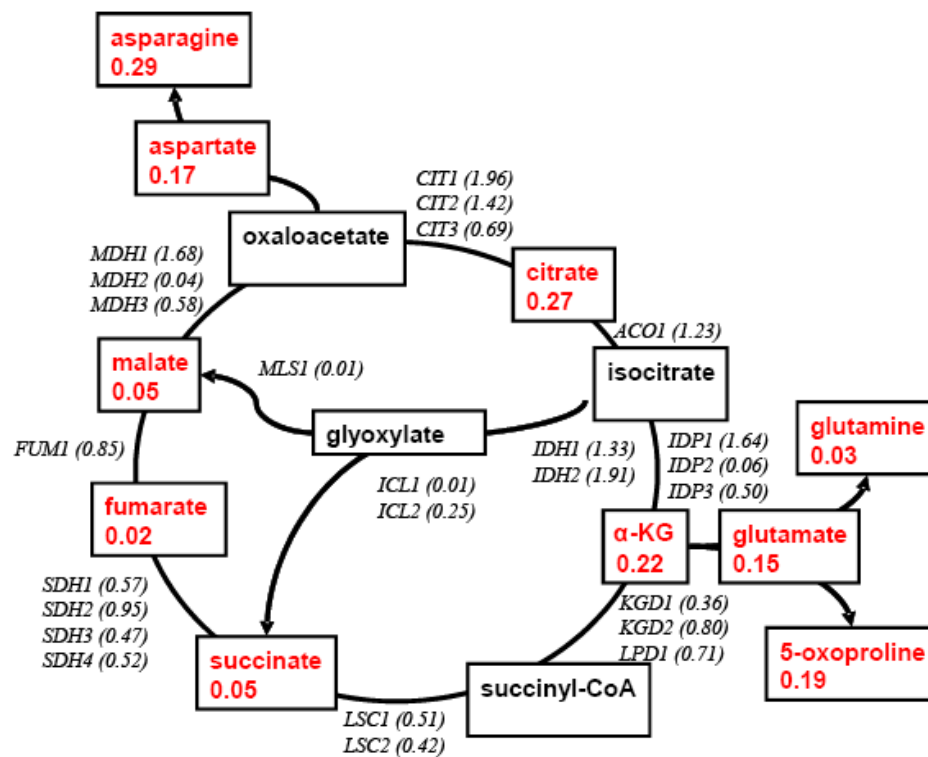 asparagine
0.29
aspartate
0.17
CIT1 (1.96)
CIT2 (1.42)
CIT3 (0.69)
oxaloacetate
MDH1 (1.68)
MDH2 (0.04)
MDH3 (0.58)
citrate
0.27
ACO1 (1.23)
malate
0.05
MLS1 (0.01)
isocitrate
glyoxylate
FUM1 (0.85)
IDH1 (1.33)
IDH2 (1.91)
IDP1 (1.64)
IDP2 (0.06)
IDP3 (0.50)
glutamine
0.03
ICL1 (0.01)
ICL2 (0.25)
fumarate
0.02
α-KG
0.22
glutamate
0.15
SDH1 (0.57)
SDH2 (0.95)
SDH3 (0.47)
SDH4 (0.52)
KGD1 (0.36)
KGD2 (0.80)
LPD1 (0.71)
succinate
0.05
succinyl-CoA
5-oxoproline
0.19
LSC1 (0.51)
LSC2 (0.42)